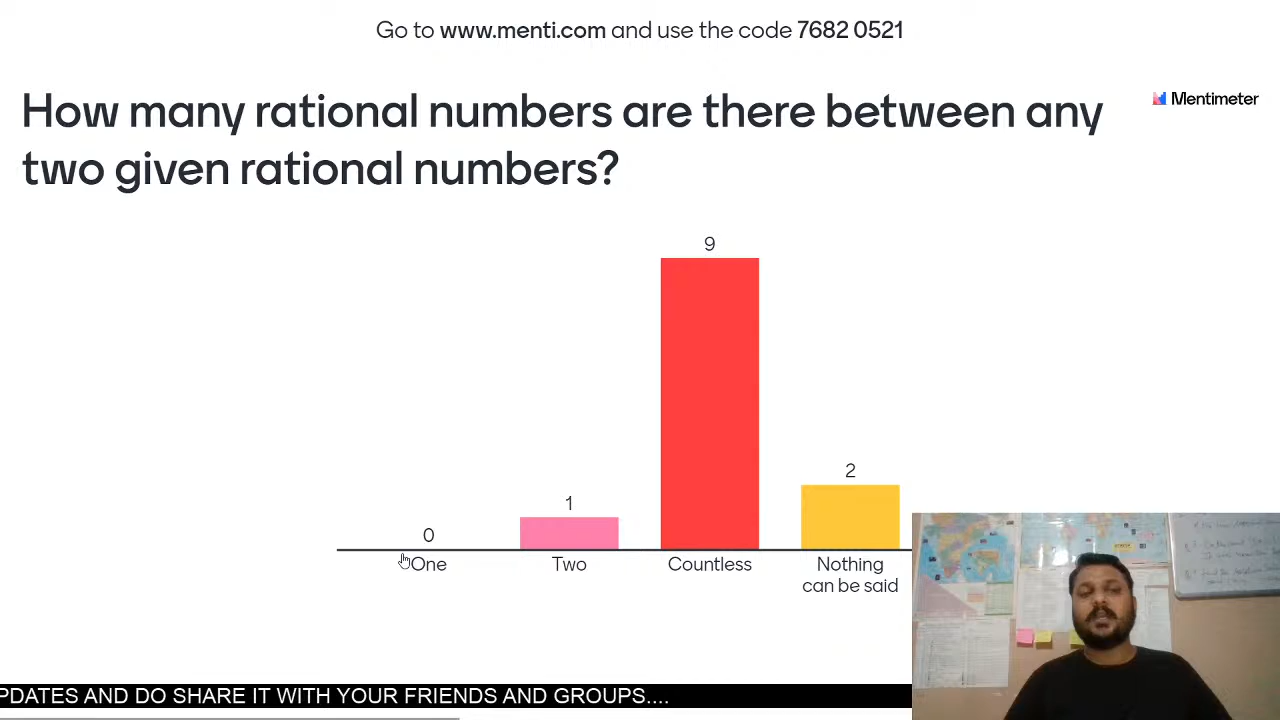 Go to www.menti.com and use the code 7682 0521
How many rational numbers are there between any
two given rational numbers?
Mentimeter
9
2
1
0
One
Two
Countless
Nothing
can be said
PDATES AND DO SHARE IT WITH YOUR FRIENDS AND GROUPS....